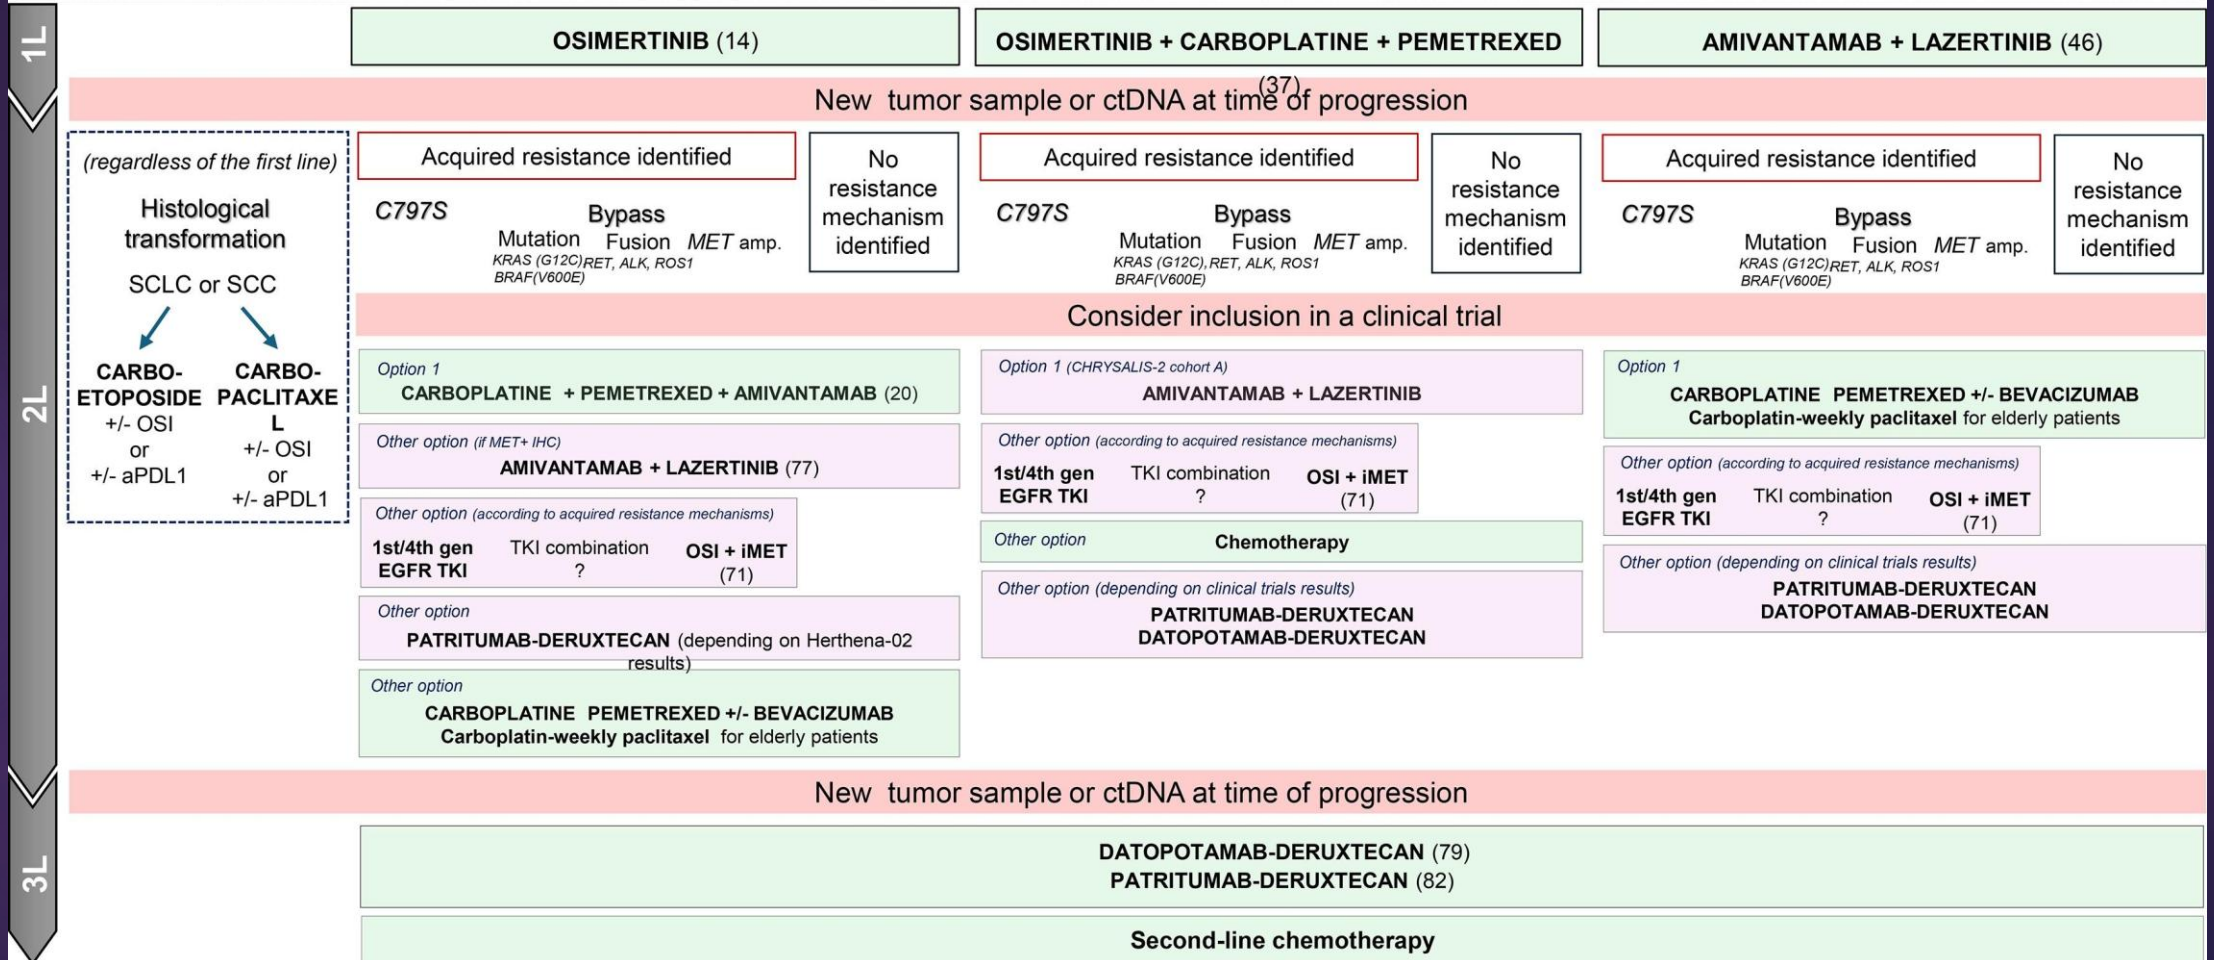 1L
OSIMERTINIB (14)
OSIMERTINIB + CARBOPLATINE + PEMETREXED
(37)
AMIVANTAMAB + LAZERTINIB (46)
New tumor sample or ctDNA at time of progression
2L
(regardless of the first line)
Histological
transformation
SCLC or SCC
CARBO-
ETOPOSIDE
+/- OSI
or
+/- aPDL1
CARBO-
PACLITAXE
L
+/- OSI
or
+/- aPDL1
Acquired resistance identified
C797S
Bypass
Mutation Fusion MET amp.
KRAS (G12C), RET, ALK, ROS1
BRAF(V600E)
No
resistance
mechanism
identified
Acquired resistance identified
C797S
Bypass
Mutation Fusion MET amp.
KRAS (G12C), RET, ALK, ROS1
BRAF(V600E)
No
resistance
mechanism
identified
Acquired resistance identified
C797S
Bypass
Mutation Fusion MET amp.
KRAS (G12C) RET, ALK, ROS1
BRAF(V600E)
No
resistance
mechanism
identified
Consider inclusion in a clinical trial
Option 1
CARBOPLATINE + PEMETREXED + AMIVANTAMAB (20)
Other option (if MET+ IHC)
AMIVANTAMAB + LAZERTINIB (77)
Other option (according to acquired resistance mechanisms)
1st/4th gen TKI combination OSI + iMET
EGFR TKI ? (71)
Other option
PATRITUMAB-DERUXTECAN (depending on Herthena-02
results)
Other option
CARBOPLATINE PEMETREXED +/- BEVACIZUMAB
Carboplatin-weekly paclitaxel for elderly patients
Option 1 (CHRYSALIS-2 cohort A)
AMIVANTAMAB + LAZERTINIB
Other option (according to acquired resistance mechanisms)
1st/4th gen TKI combination OSI + iMET
EGFR TKI ? (71)
Other option Chemotherapy
Other option (depending on clinical trials results)
PATRITUMAB-DERUXTECAN
DATOPOTAMAB-DERUXTECAN
Option 1
CARBOPLATINE PEMETREXED +/- BEVACIZUMAB
Carboplatin-weekly paclitaxel for elderly patients
Other option (according to acquired resistance mechanisms)
1st/4th gen TKI combination OSI + iMET
EGFR TKI ? (71)
Other option (depending on clinical trials results)
PATRITUMAB-DERUXTECAN
DATOPOTAMAB-DERUXTECAN
New tumor sample or ctDNA at time of progression
3L
DATOPOTAMAB-DERUXTECAN (79)
PATRITUMAB-DERUXTECAN (82)
Second-line chemotherapy